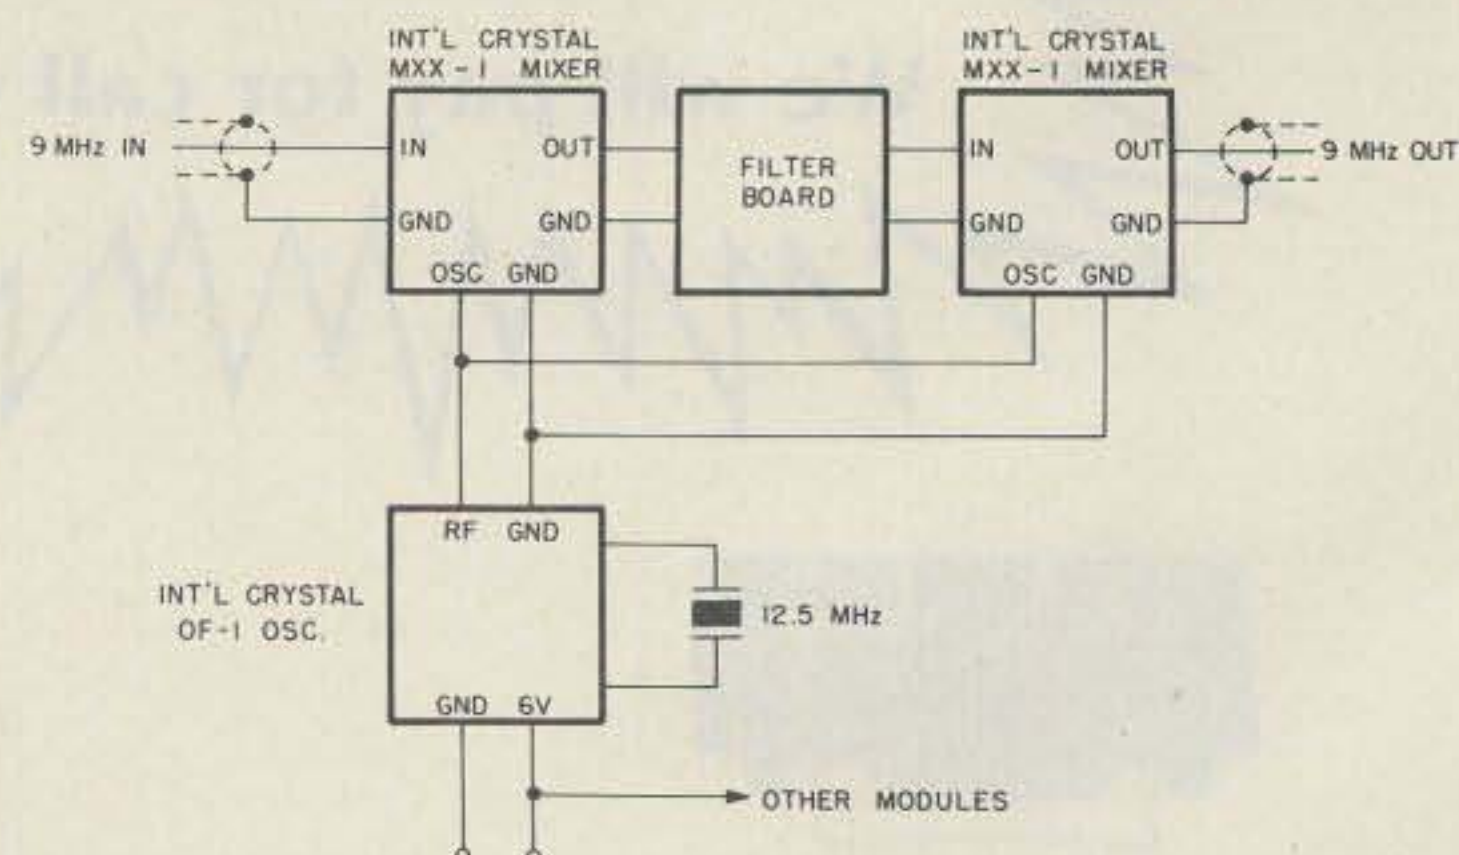 INT'L CRYSTAL
MXX-1 MIXER
INT'L CRYSTAL
MXX-1 MIXER
9 MHz IN
IN
OUT
GND
GND
OSC GND
FILTER
BOARD
IN
OUT
GND
GND
OSC GND
9 MHz OUT
RF GND
INT'L CRYSTAL
OF-1 OSC.
12.5 MHz
GND 6V
OTHER MODULES